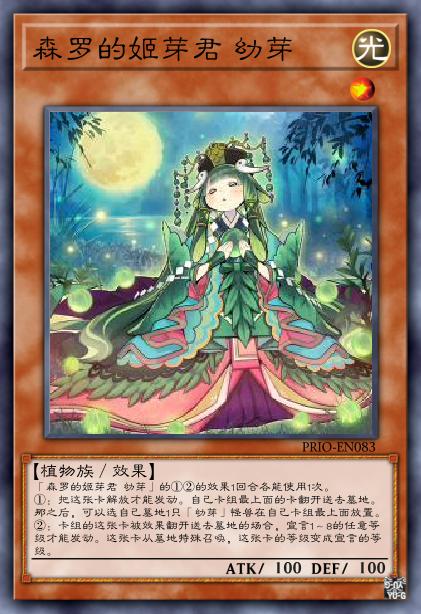 森罗的姬芽君 幼芽
光
PRIO-EN083
【植物族／效果】
「森罗的姬芽君 幼芽」的①②的效果1回合各能使用1次。
①：把这张卡解放才能发动。自己卡组最上面的卡翻开送去墓地。
那之后，可以选自己墓地1只「幼芽」怪兽在自己卡组最上面放置。
②：卡组的这张卡被效果翻开送去墓地的场合，宣言1～8的任意等
级才能发动。这张卡从墓地特殊召唤，这张卡的等级变成宣言的等
级。
ATK/ 100 DEF/ 100